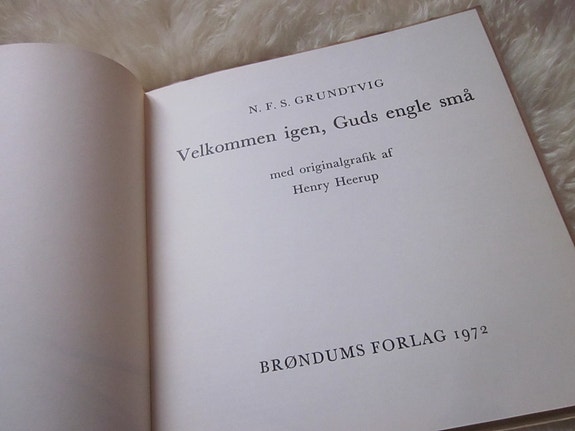 N. F. S. GRUNDTVIG
Velkommen igen, Guds engle små
med originalgrafik af
Henry Heerup
BRØNDUMS FORLAG 1972